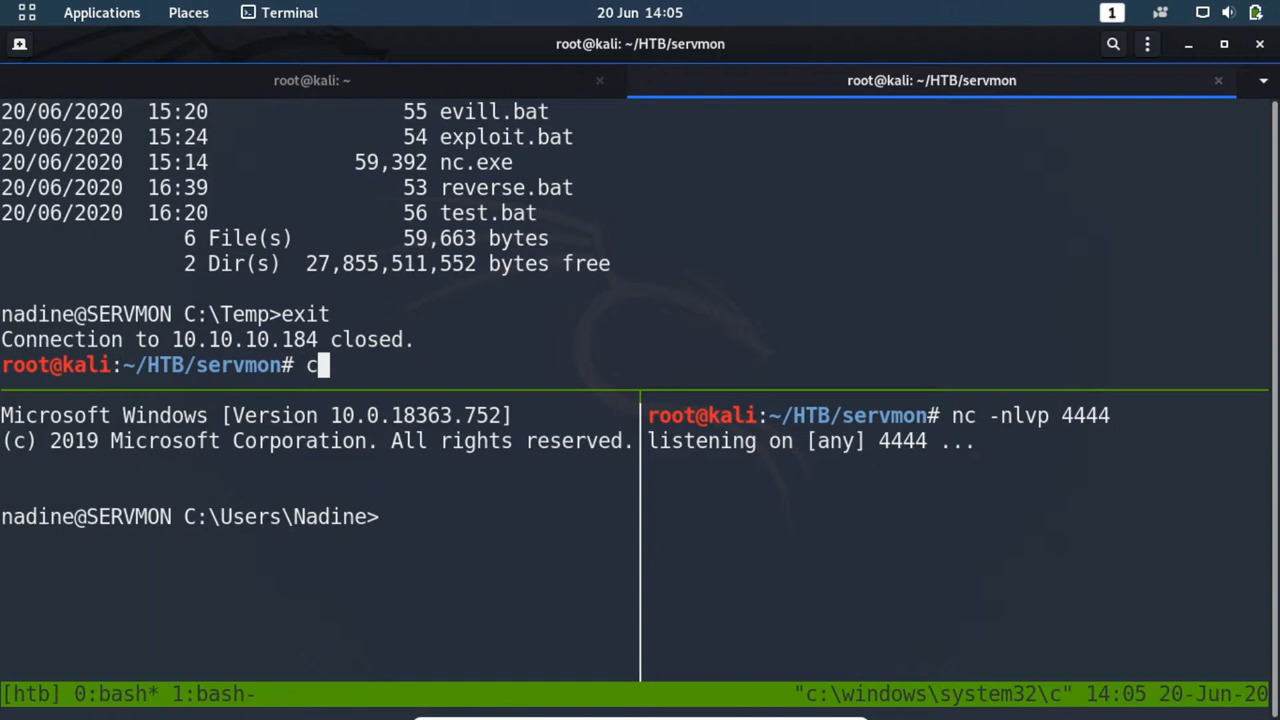 Applications Places Terminal 20 Jun 14:05 1
root@kali: ~/HTB/servmon
root@kali: ~ root@kali: ~/HTB/servmon
20/06/2020 15:20 55 evill.bat
20/06/2020 15:24 54 exploit.bat
20/06/2020 15:14 59,392 nc.exe
20/06/2020 16:39 53 reverse.bat
20/06/2020 16:20 56 test.bat
6 File(s) 59,663 bytes
2 Dir(s) 27,855,511,552 bytes free
nadine@SERVMON C:\Temp>exit
Connection to 10.10.10.184 closed.
root@kali:~/HTB/servmon# c
Microsoft Windows [Version 10.0.18363.752]
(c) 2019 Microsoft Corporation. All rights reserved.
nadine@SERVMON C:\Users\Nadine>
root@kali:~/HTB/servmon# nc -nlvp 4444
listening on [any] 4444 ...
[htb] 0:bash* 1:bash- "c:\windows\system32\c" 14:05 20-Jun-20